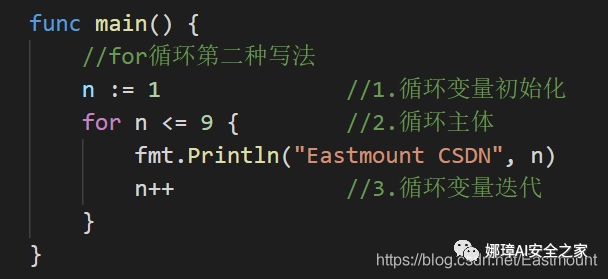 func main() {
    //for循环第二种写法
    n := 1              //1.循环变量初始化
    for n <= 9 {        //2.循环主体
        fmt.Println("Eastmount CSDN", n)
        n++             //3.循环变量迭代
    }
}
娜璋AI安全之家
https://blog.csdn.net/Eastmount